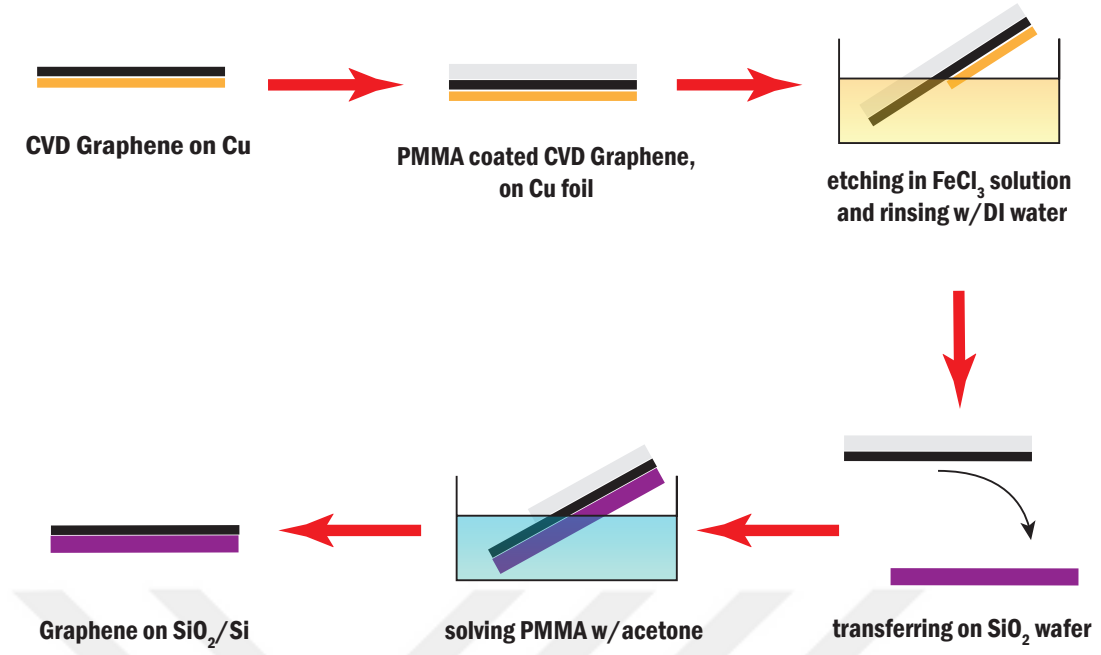 CVD Graphene on Cu
PMMA coated CVD Graphene,
on Cu foil
etching in FeCl₃ solution
and rinsing w/DI water
transferring on SiO₂ wafer
solving PMMA w/acetone
Graphene on SiO₂/Si